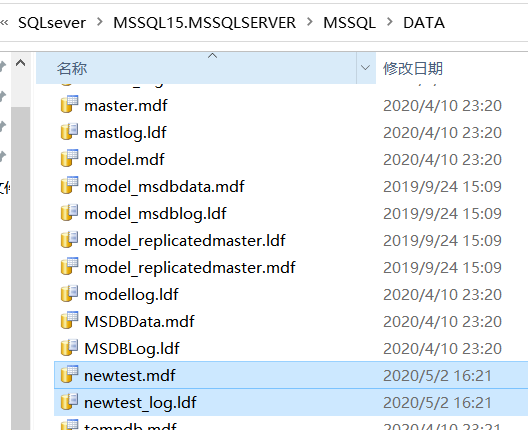 « SQLsever > MSSQL15.MSSQLSERVER > MSSQL > DATA
名称 修改日期
master.mdf 2020/4/10 23:20
mastlog.ldf 2020/4/10 23:20
model.mdf 2020/4/10 23:20
model_msdbdata.mdf 2019/9/24 15:09
model_msdblog.ldf 2019/9/24 15:09
model_replicatedmaster.ldf 2019/9/24 15:09
model_replicatedmaster.mdf 2019/9/24 15:09
modellog.ldf 2020/4/10 23:20
MSDBData.mdf 2020/4/10 23:20
MSDBLog.ldf 2020/4/10 23:20
newtest.mdf 2020/5/2 16:21
newtest_log.ldf 2020/5/2 16:21
tempdb.mdf 2020/4/10 23:20